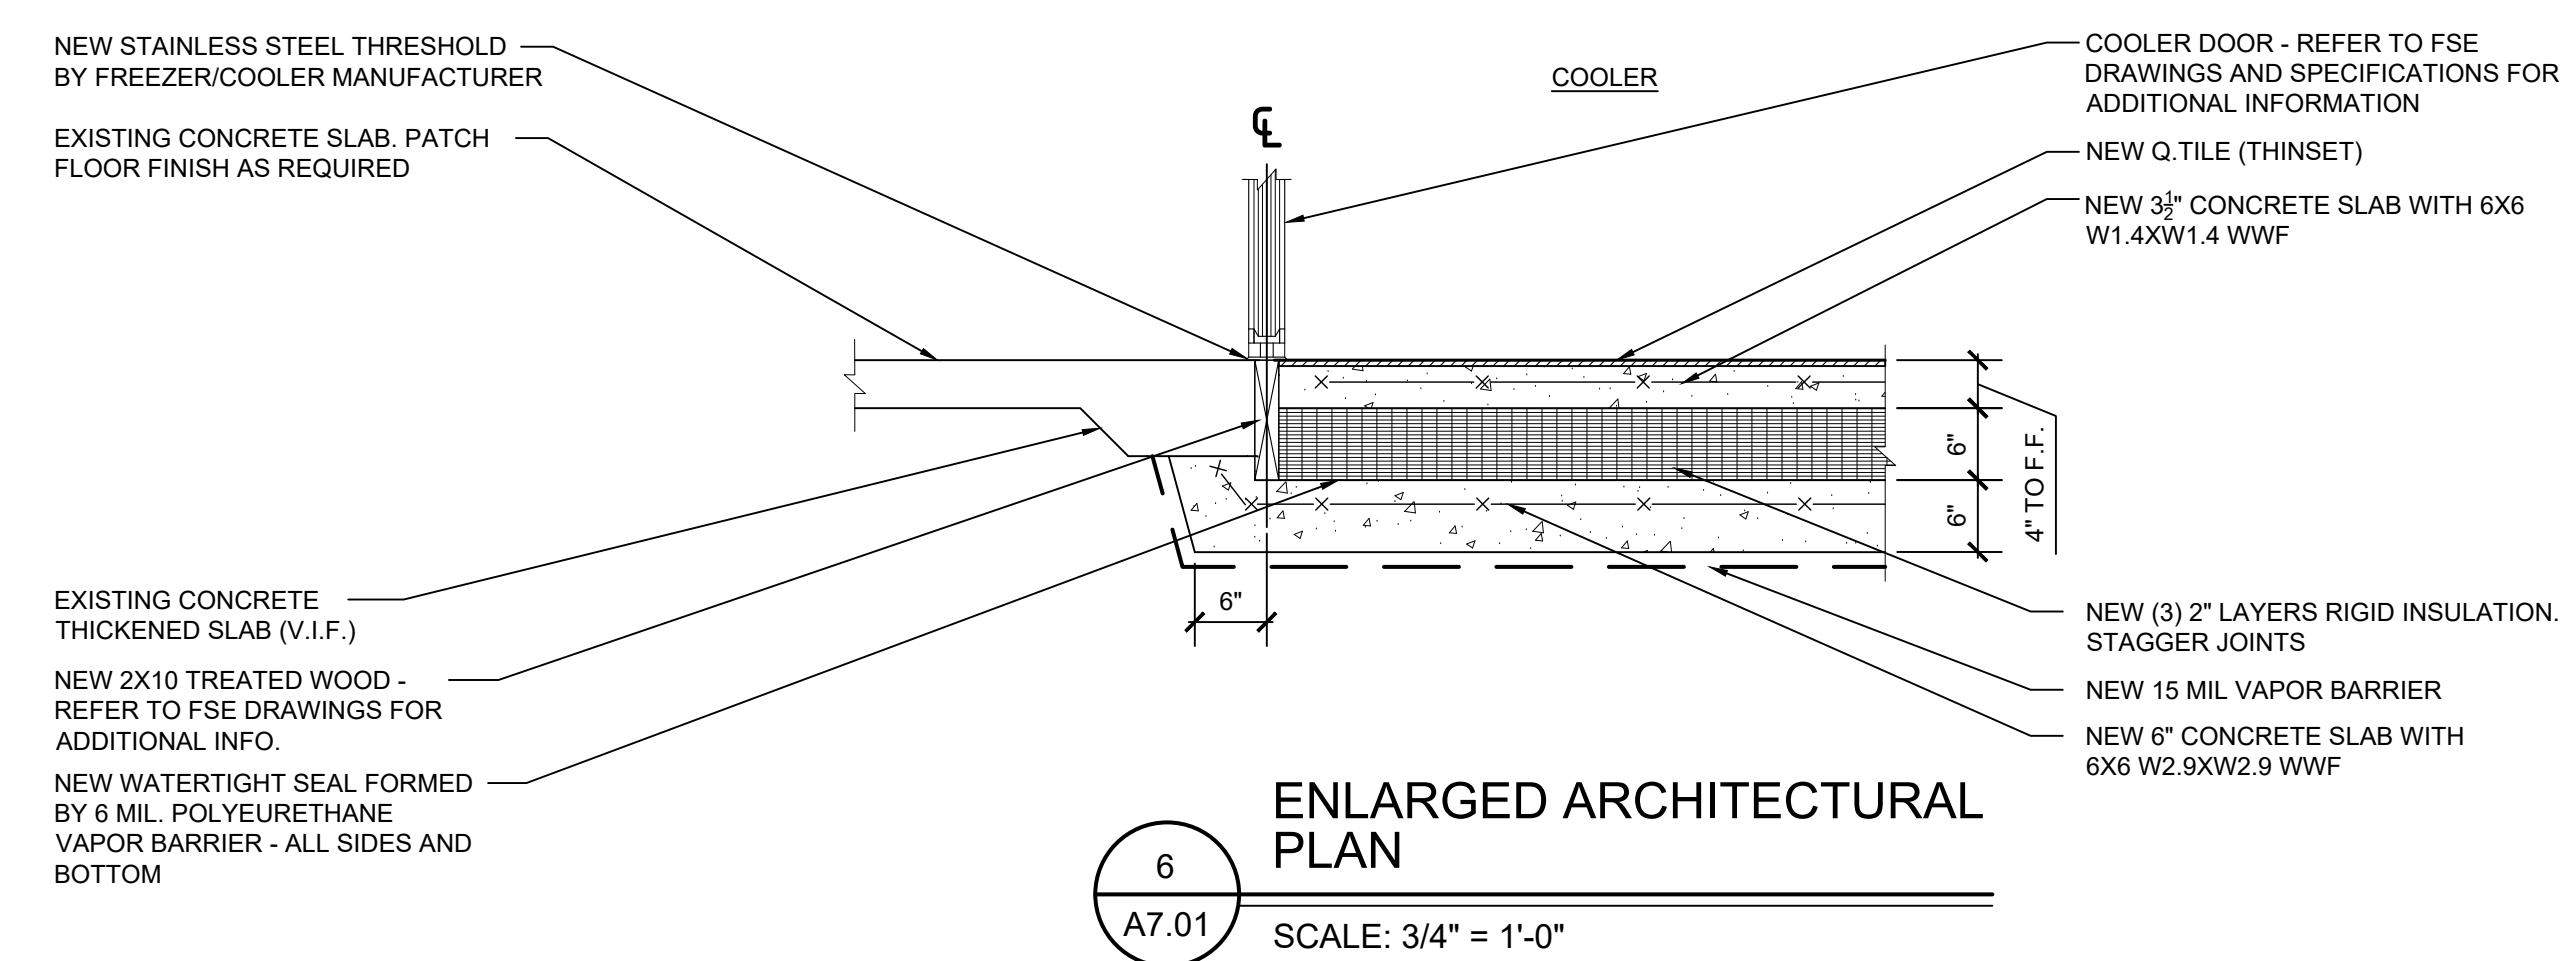 NEW STAINLESS STEEL THRESHOLD
BY FREEZER/COOLER MANUFACTURER
EXISTING CONCRETE SLAB. PATCH
FLOOR FINISH AS REQUIRED
EXISTING CONCRETE
THICKENED SLAB (V.I.F.)
NEW 2X10 TREATED WOOD -
REFER TO FSE DRAWINGS FOR
ADDITIONAL INFO.
NEW WATERTIGHT SEAL FORMED
BY 6 MIL. POLYEURETHANE
VAPOR BARRIER - ALL SIDES AND
BOTTOM
℄
COOLER
6"
6"
6"
4" TO F.F.
COOLER DOOR - REFER TO FSE
DRAWINGS AND SPECIFICATIONS FOR
ADDITIONAL INFORMATION
NEW Q.TILE (THINSET)
NEW 3½" CONCRETE SLAB WITH 6X6
W1.4XW1.4 WWF
NEW (3) 2" LAYERS RIGID INSULATION.
STAGGER JOINTS
NEW 15 MIL VAPOR BARRIER
NEW 6" CONCRETE SLAB WITH
6X6 W2.9XW2.9 WWF
ENLARGED ARCHITECTURAL
PLAN
6
A7.01
SCALE: 3/4" = 1'-0"